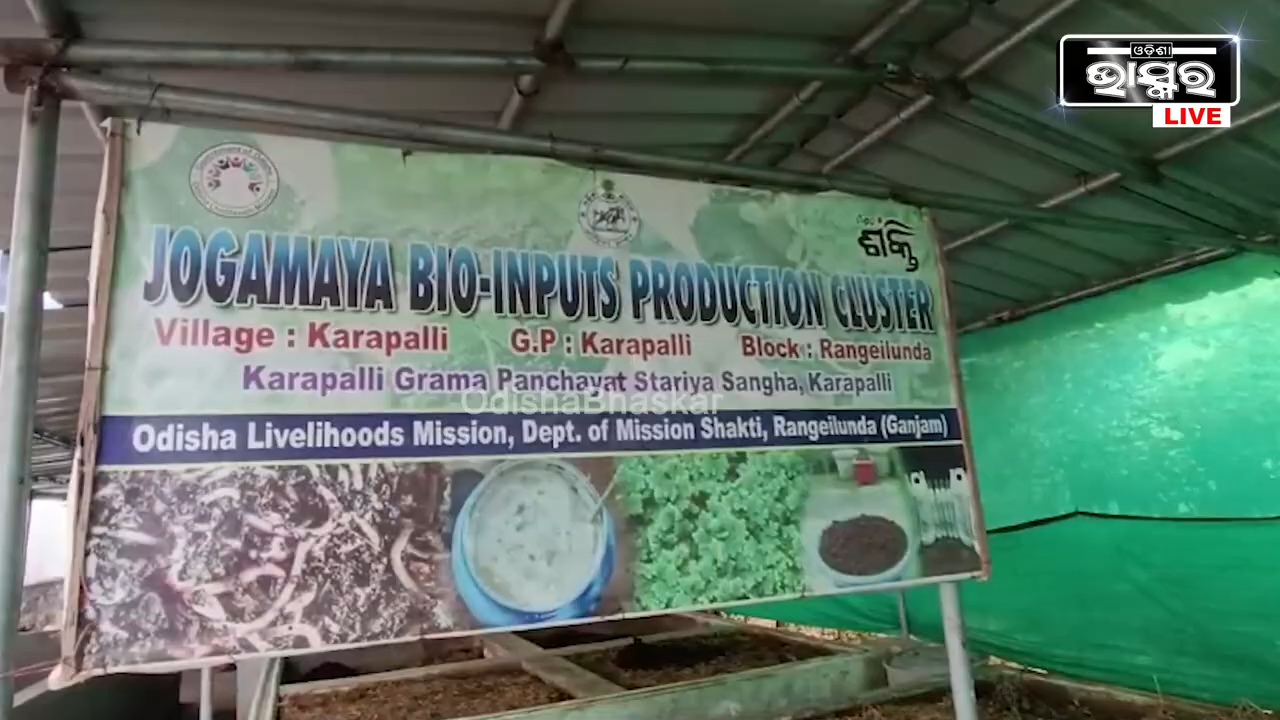 ଓଡ଼ିଶା
ଭାସ୍କର
LIVE
ଶକ୍ତି
JOGAMAYA BIO-INPUTS PRODUCTION CLUSTER
Village : Karapalli G.P : Karapalli Block : Rangeilunda
Karapalli Grama Panchayat Stariya Sangha, Karapalli
OdishaBhaskar
Odisha Livelihoods Mission, Dept. of Mission Shakti, Rangeilunda (Ganjam)